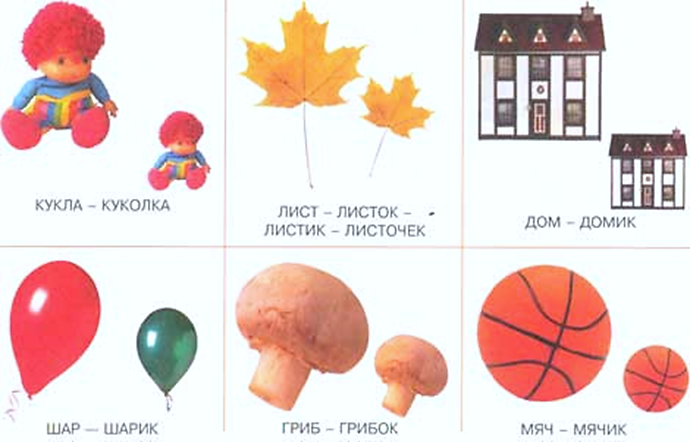 КУКЛА – КУКОЛКА
ЛИСТ – ЛИСТОК –
ЛИСТИК – ЛИСТОЧЕК
ДОМ – ДОМИК
ШАР — ШАРИК
ГРИБ – ГРИБОК
МЯЧ – МЯЧИК